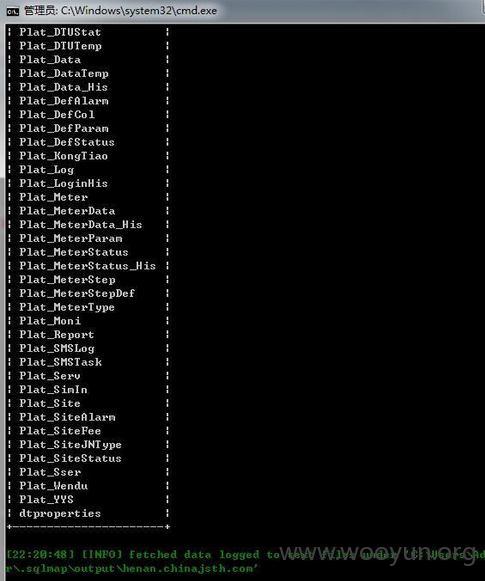 管理员: C:\Windows\system32\cmd.exe
| Plat_DTUStat |
| Plat_DTUTemp |
| Plat_Data |
| Plat_DataTemp |
| Plat_Data_His |
| Plat_DefAlarm |
| Plat_DefCol |
| Plat_DefParam |
| Plat_DefStatus |
| Plat_KongTiao |
| Plat_Log |
| Plat_LoginHis |
| Plat_Meter |
| Plat_MeterData |
| Plat_MeterData_His |
| Plat_MeterParam |
| Plat_MeterStatus |
| Plat_MeterStatus_His |
| Plat_MeterStep |
| Plat_MeterStepDef |
| Plat_MeterType |
| Plat_Moni |
| Plat_Report |
| Plat_SMSLog |
| Plat_SMSTask |
| Plat_Serv |
| Plat_SimIn |
| Plat_Site |
| Plat_SiteAlarm |
| Plat_SiteFee |
| Plat_SiteJNType |
| Plat_SiteStatus |
| Plat_Sser |
| Plat_Wendu |
| Plat_YYS |
| dtproperties |
+----------------------+
[22:20:48] [INFO] fetched data logged to text files under 'C:\Users\
r\.sqlmap\output\henan.chinajsth.com'
www.wooyun.org